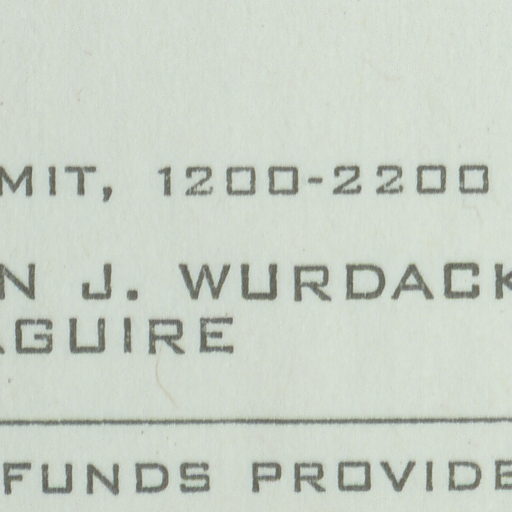 MIT, 1200-2200
N J. WURDACK
AGUIRE
FUNDS PROVIDE